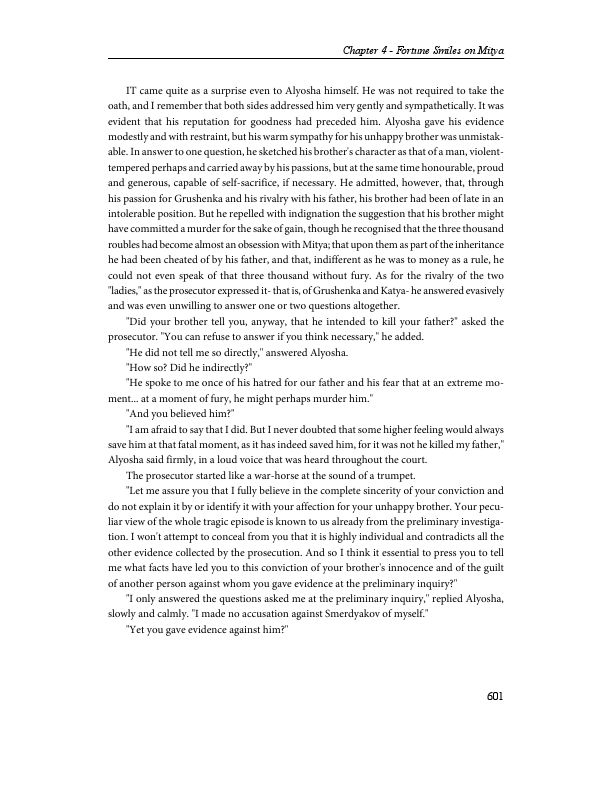 Chapter 4 - Fortune Smiles on Mitya
IT came quite as a surprise even to Alyosha himself. He was not required to take the
oath, and I remember that both sides addressed him very gently and sympathetically. It was
evident that his reputation for goodness had preceded him. Alyosha gave his evidence
modestly and with restraint, but his warm sympathy for his unhappy brother was unmistak-
able. In answer to one question, he sketched his brother's character as that of a man, violent-
tempered perhaps and carried away by his passions, but at the same time honourable, proud
and generous, capable of self-sacrifice, if necessary. He admitted, however, that, through
his passion for Grushenka and his rivalry with his father, his brother had been of late in an
intolerable position. But he repelled with indignation the suggestion that his brother might
have committed a murder for the sake of gain, though he recognised that the three thousand
roubles had become almost an obsession with Mitya; that upon them as part of the inheritance
he had been cheated of by his father, and that, indifferent as he was to money as a rule, he
could not even speak of that three thousand without fury. As for the rivalry of the two
"ladies," as the prosecutor expressed it- that is, of Grushenka and Katya- he answered evasively
and was even unwilling to answer one or two questions altogether.
"Did your brother tell you, anyway, that he intended to kill your father?" asked the
prosecutor. "You can refuse to answer if you think necessary," he added.
"He did not tell me so directly," answered Alyosha.
"How so? Did he indirectly?"
"He spoke to me once of his hatred for our father and his fear that at an extreme mo-
ment... at a moment of fury, he might perhaps murder him."
"And you believed him?"
"I am afraid to say that I did. But I never doubted that some higher feeling would always
save him at that fatal moment, as it has indeed saved him, for it was not he killed my father,"
Alyosha said firmly, in a loud voice that was heard throughout the court.
The prosecutor started like a war-horse at the sound of a trumpet.
"Let me assure you that I fully believe in the complete sincerity of your conviction and
do not explain it by or identify it with your affection for your unhappy brother. Your pecu-
liar view of the whole tragic episode is known to us already from the preliminary investiga-
tion. I won't attempt to conceal from you that it is highly individual and contradicts all the
other evidence collected by the prosecution. And so I think it essential to press you to tell
me what facts have led you to this conviction of your brother's innocence and of the guilt
of another person against whom you gave evidence at the preliminary inquiry?"
"I only answered the questions asked me at the preliminary inquiry," replied Alyosha,
slowly and calmly. "I made no accusation against Smerdyakov of myself."
"Yet you gave evidence against him?"
601